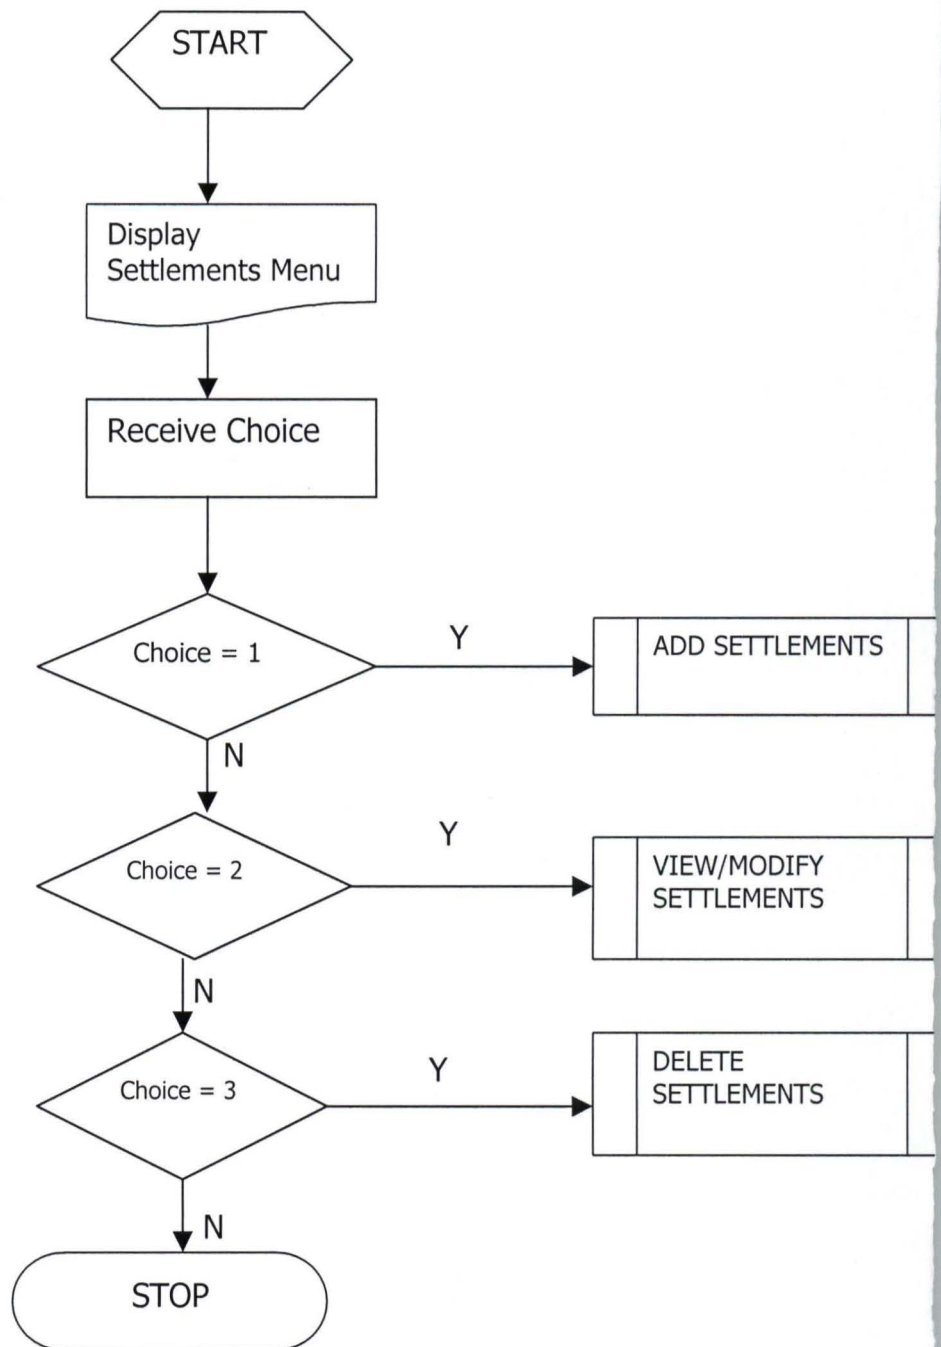 START
Display
Settlements Menu
Receive Choice
Choice = 1
Y
ADD SETTLEMENTS
N
Choice = 2
Y
VIEW/MODIFY
SETTLEMENTS
N
Choice = 3
Y
DELETE
SETTLEMENTS
N
STOP